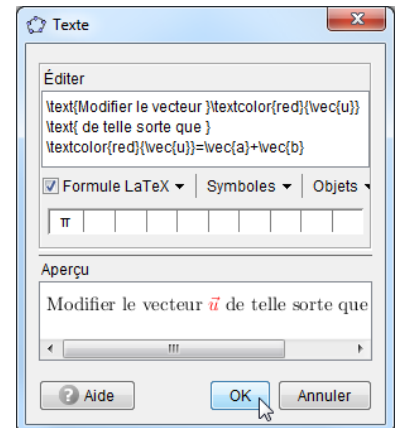 Texte
Éditer
\text{Modifier le vecteur }\textcolor{red}{\vec{u}}
\text{ de telle sorte que }
\textcolor{red}{\vec{u}}=\vec{a}+\vec{b}
Formule LaTeX Symboles Objets
π
Aperçu
Modifier le vecteur u⃗ de telle sorte que
Aide OK Annuler